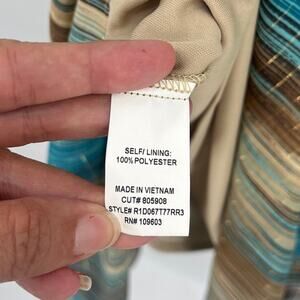 SELF/ LINING:
100% POLYESTER
MADE IN VIETNAM
CUT# 805908
STYLE# R1D067T77RR3
RN# 109603